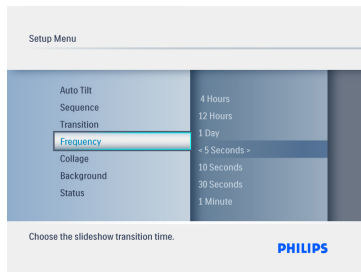 Setup Menu
Auto Tilt
Sequence
Transition
Frequency
Collage
Background
Status
4 Hours
12 Hours
1 Day
< 5 Seconds >
10 Seconds
30 Seconds
1 Minute
Choose the slideshow transition time.
PHILIPS